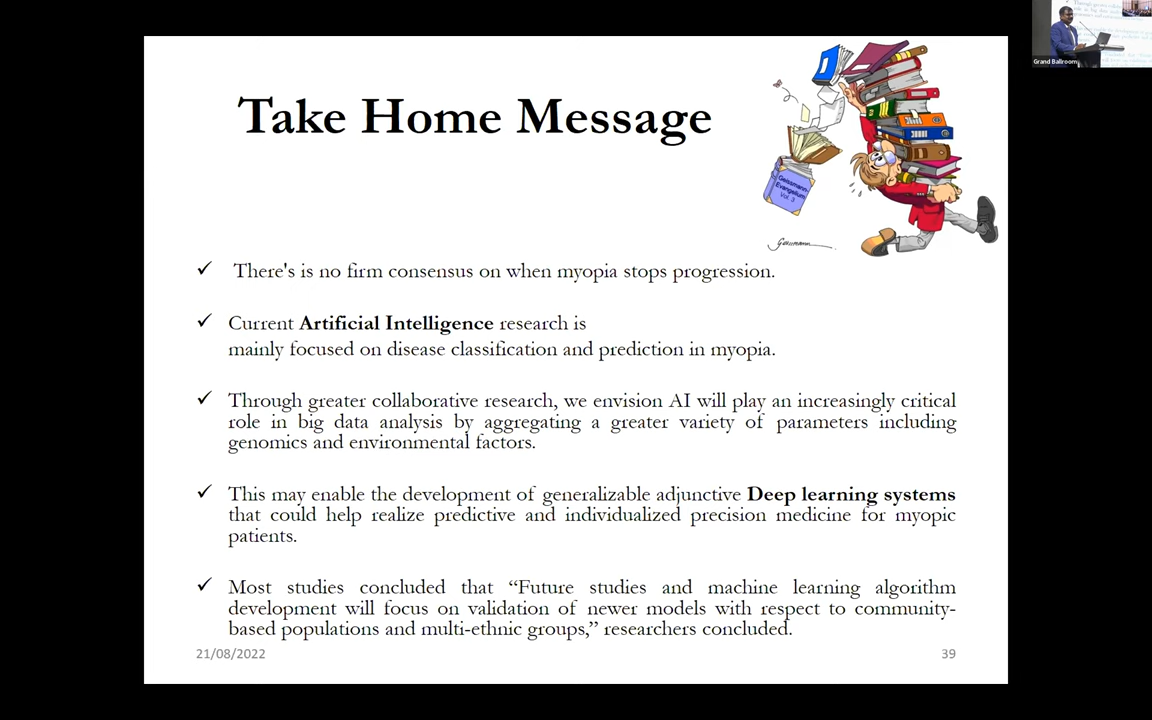 Grand Ballroom
Take Home Message
Geissmann-
Evangelium
Vol. 3
There's is no firm consensus on when myopia stops progression.
Current Artificial Intelligence research is
mainly focused on disease classification and prediction in myopia.
Through greater collaborative research, we envision AI will play an increasingly critical
role in big data analysis by aggregating a greater variety of parameters including
genomics and environmental factors.
This may enable the development of generalizable adjunctive Deep learning systems
that could help realize predictive and individualized precision medicine for myopic
patients.
Most studies concluded that “Future studies and machine learning algorithm
development will focus on validation of newer models with respect to community-
based populations and multi-ethnic groups,” researchers concluded.
21/08/2022
39